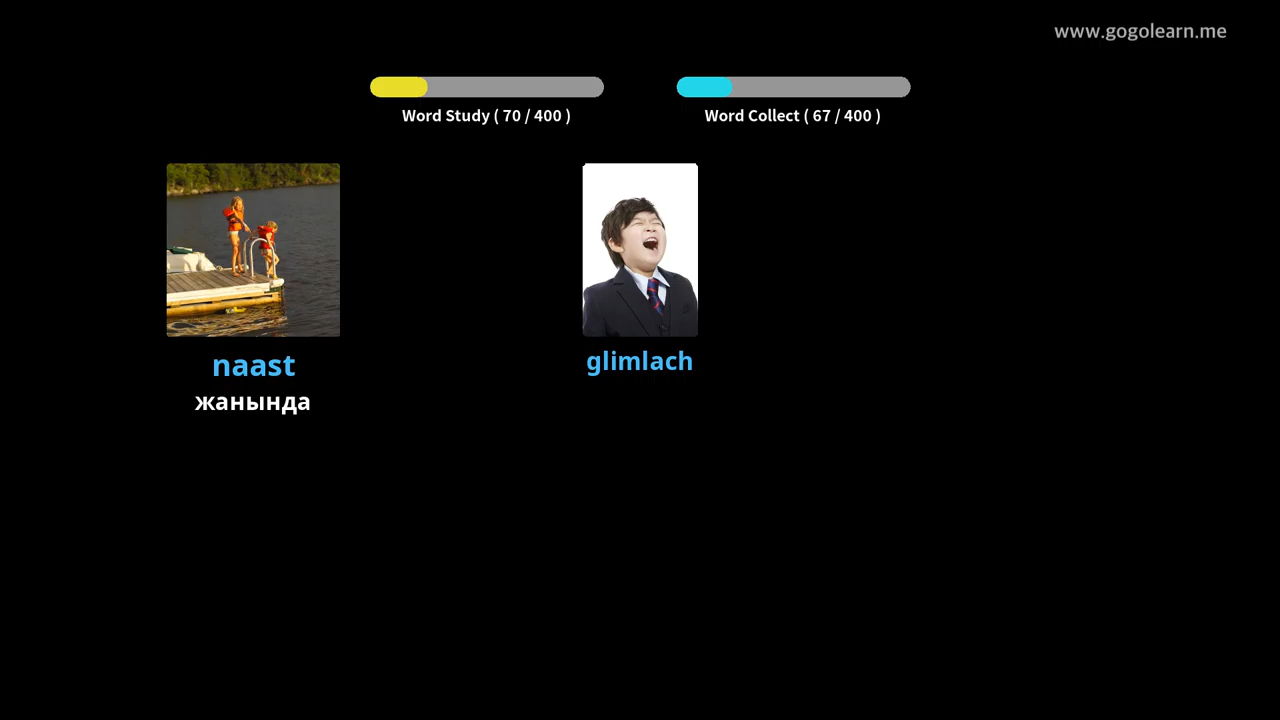 www.gogolearn.me
Word Study ( 70 / 400 )
Word Collect ( 67 / 400 )
naast
жанында
glimlach